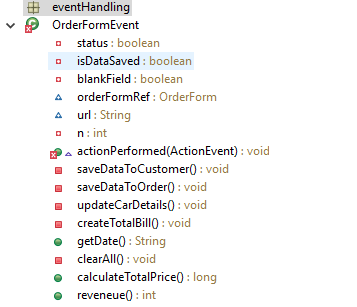 eventHandling
OrderFormEvent
status : boolean
isDataSaved : boolean
blankField : boolean
orderFormRef : OrderForm
url : String
n : int
actionPerformed(ActionEvent) : void
saveDataToCustomer() : void
saveDataToOrder() : void
updateCarDetails() : void
createTotalBill() : void
getDate() : String
clearAll() : void
calculateTotalPrice() : long
reveneue() : int